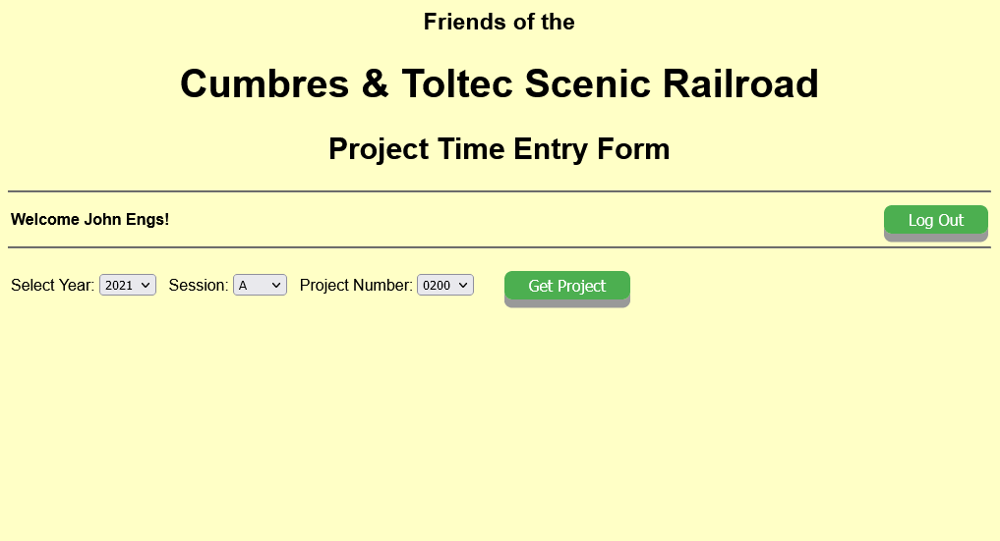 Friends of the
Cumbres & Toltec Scenic Railroad
Project Time Entry Form
Welcome John Engs! Log Out
Select Year: 2021 Session: A Project Number: 0200 Get Project